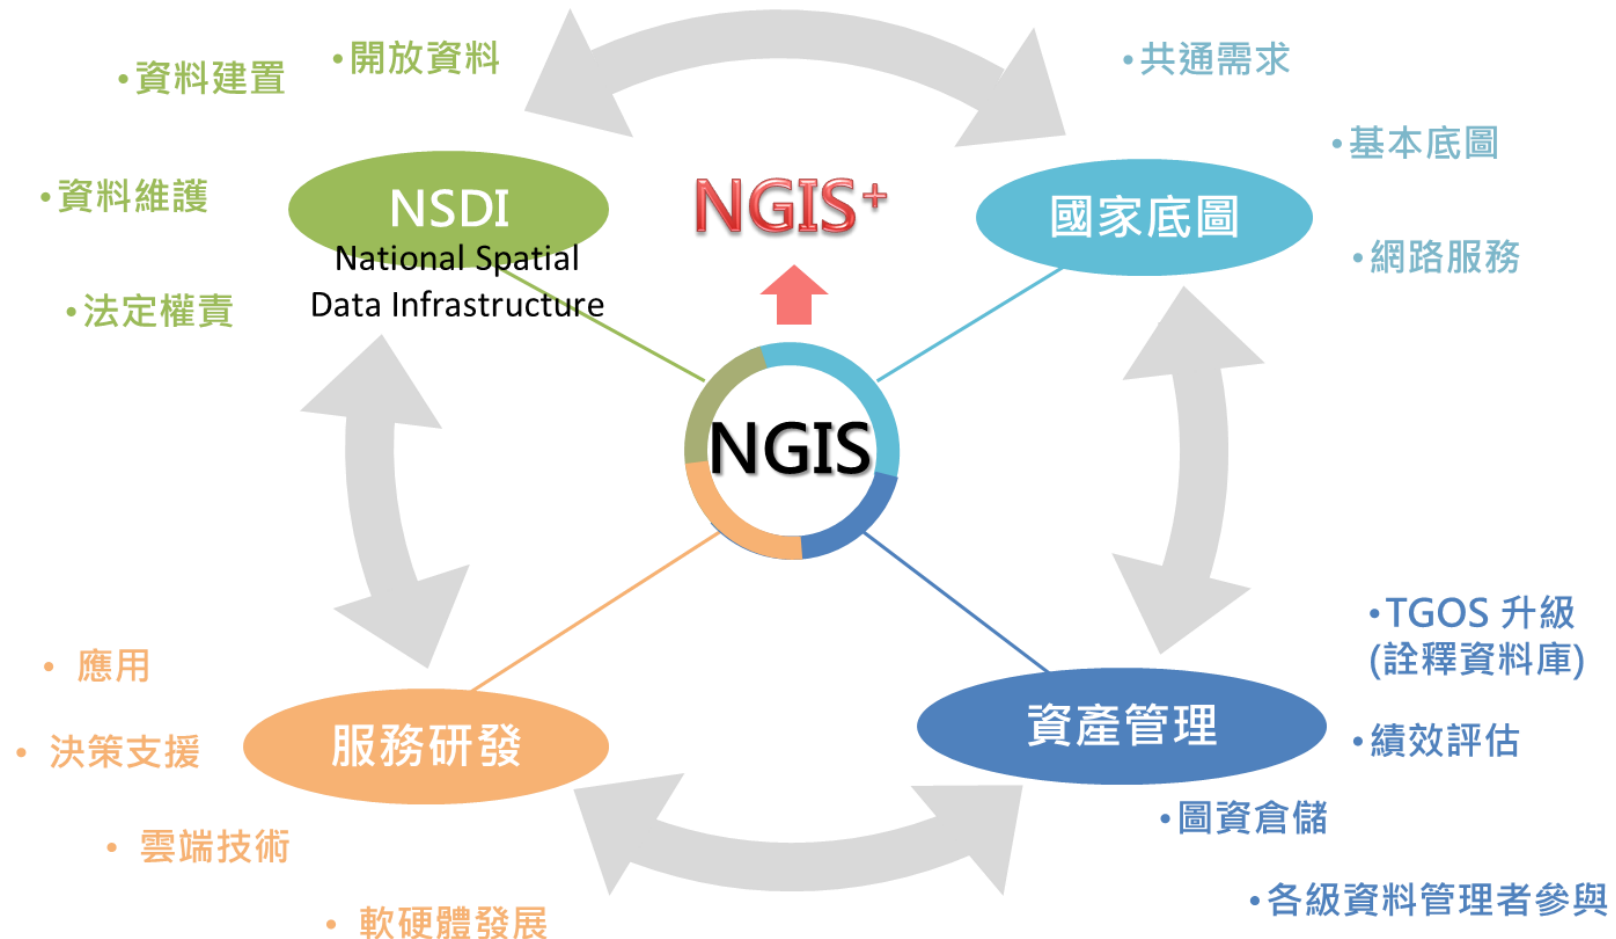 •開放資料
•資料建置
•資料維護
•法定權責
NSDI
National Spatial
Data Infrastructure
NGIS+
•共通需求
•基本底圖
•網路服務
國家底圖
NGIS
• 應用
• 決策支援
• 雲端技術
• 軟硬體發展
服務研發
資產管理
•TGOS 升級
(詮釋資料庫)
•績效評估
•圖資倉儲
•各級資料管理者參與